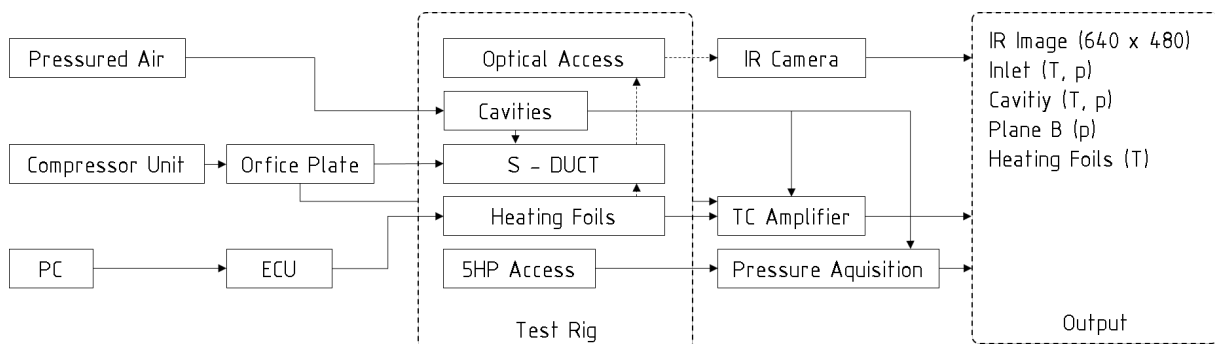 Pressured Air
Optical Access
IR Camera
Cavities
Compressor Unit
Orfice Plate
S - DUCT
Heating Foils
TC Amplifier
PC
ECU
5HP Access
Pressure Aquisition
Test Rig
IR Image (640 x 480)
Inlet (T, p)
Cavitiy (T, p)
Plane B (p)
Heating Foils (T)
Output